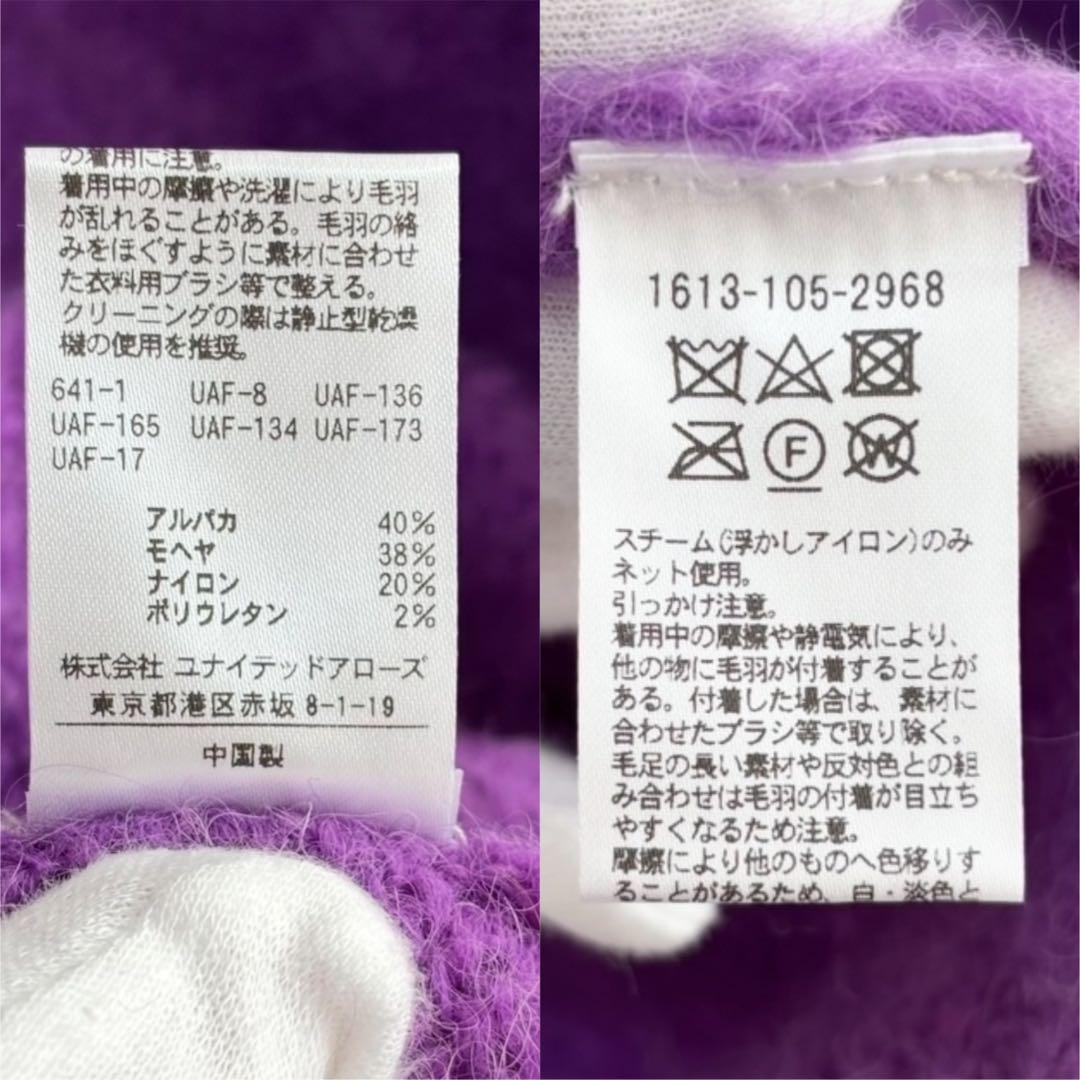 の着用に注意。
着用中の摩擦や洗濯により毛羽
が乱れることがある。毛羽の絡
みをほぐすように素材に合わせ
た衣料用ブラシ等で整える。
クリーニングの際は静止型乾燥
機の使用を推奨。
641-1 UAF-8 UAF-136
UAF-165 UAF-134 UAF-173
UAF-17
アルパカ 40%
モヘヤ 38%
ナイロン 20%
ポリウレタン 2%
株式会社 ユナイテッドアローズ
東京都港区赤坂 8-1-19
中国製
1613-105-2968
F W
スチーム(浮かしアイロン)のみ
ネット使用。
引っかけ注意。
着用中の摩擦や静電気により、
他の物に毛羽が付着することが
ある。付着した場合は、素材に
合わせたブラシ等で取り除く。
毛足の長い素材や反対色との組
み合わせは毛羽の付着が目立ち
やすくなるため注意。
摩擦により他のものへ色移りす
ることがあるため、白・淡色と